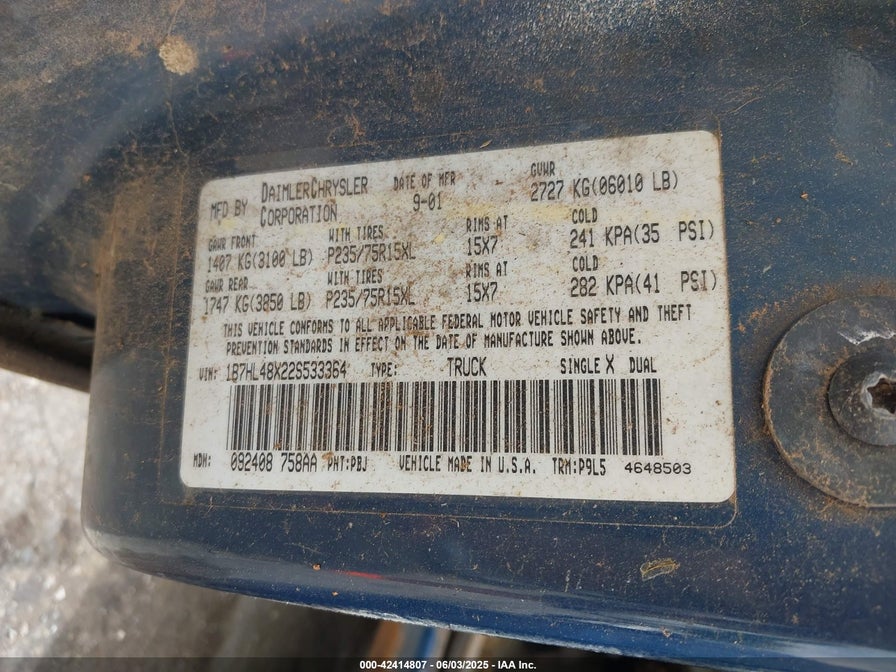 MFD BY DAIMLERCHRYSLER CORPORATION DATE OF MFR 9-01 GVWR 2727 KG(06010 LB)
GAWR FRONT WITH TIRES RIMS AT COLD
1407 KG(3100 LB) P235/75R15XL 15X7 241 KPA(35 PSI)
GAWR REAR WITH TIRES RIMS AT COLD
1747 KG(3850 LB) P235/75R15XL 15X7 282 KPA(41 PSI)
THIS VEHICLE CONFORMS TO ALL APPLICABLE FEDERAL MOTOR VEHICLE SAFETY AND THEFT
PREVENTION STANDARDS IN EFFECT ON THE DATE OF MANUFACTURE SHOWN ABOVE.
VIN: 1B7HL48X22S533364 TYPE: TRUCK SINGLE X DUAL
MDH: 092408 758AA PNT:PBJ VEHICLE MADE IN U.S.A. TRM:P9L5 4648503
000-42414807 - 06/03/2025 - IAA Inc.